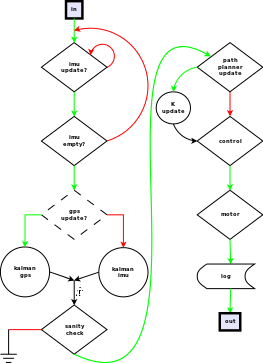 in
imu
update?
imu
empty?
gps
update?
kalman
gps
kalman
imu
sanity
check
path
planner
update
K
update
control
motor
log
out